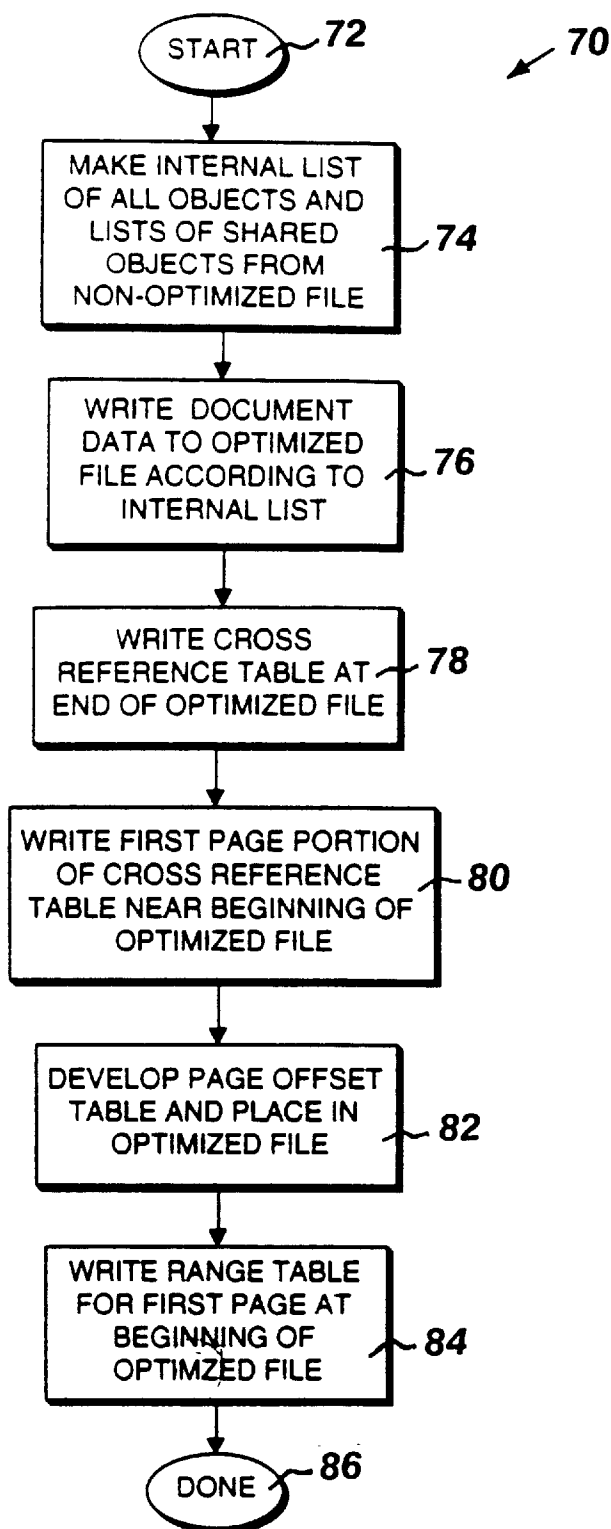 START
72
70
MAKE INTERNAL LIST
OF ALL OBJECTS AND
LISTS OF SHARED
OBJECTS FROM
NON-OPTIMIZED FILE
74
WRITE DOCUMENT
DATA TO OPTIMIZED
FILE ACCORDING TO
INTERNAL LIST
76
WRITE CROSS
REFERENCE TABLE AT
END OF OPTIMIZED FILE
78
WRITE FIRST PAGE PORTION
OF CROSS REFERENCE
TABLE NEAR BEGINNING OF
OPTIMIZED FILE
80
DEVELOP PAGE OFFSET
TABLE AND PLACE IN
OPTIMIZED FILE
82
WRITE RANGE TABLE
FOR FIRST PAGE AT
BEGINNING OF
OPTIMZED FILE
84
DONE
86